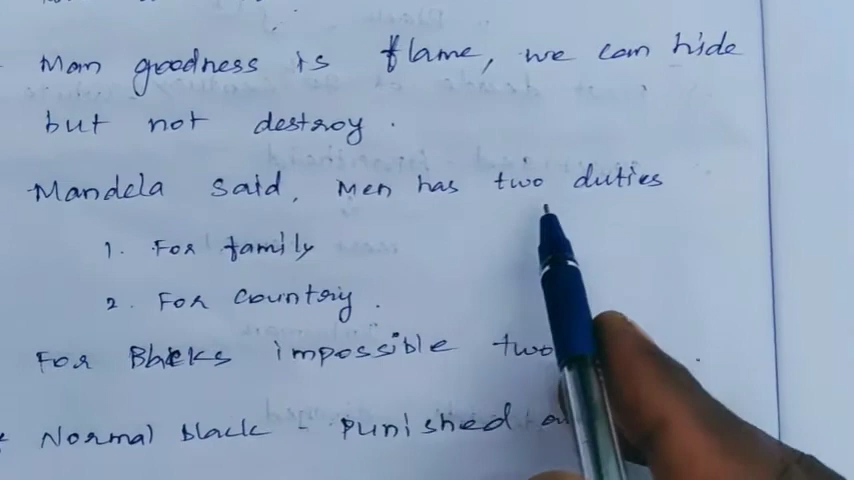 Man goodness is flame, we can hide
but not destroy.
Mandela said, Men has two duties
1. For family
2. For country.
For Blacks impossible two
Normal black - punished